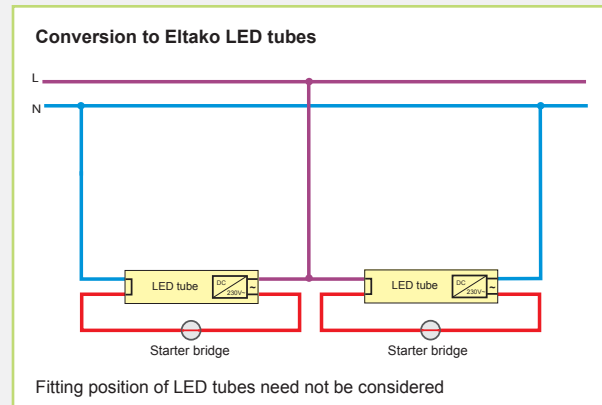 Conversion to Eltako LED tubes
L
N
LED tube
DC
230V~
~
LED tube
DC
230V~
~
Starter bridge
Starter bridge
Fitting position of LED tubes need not be considered